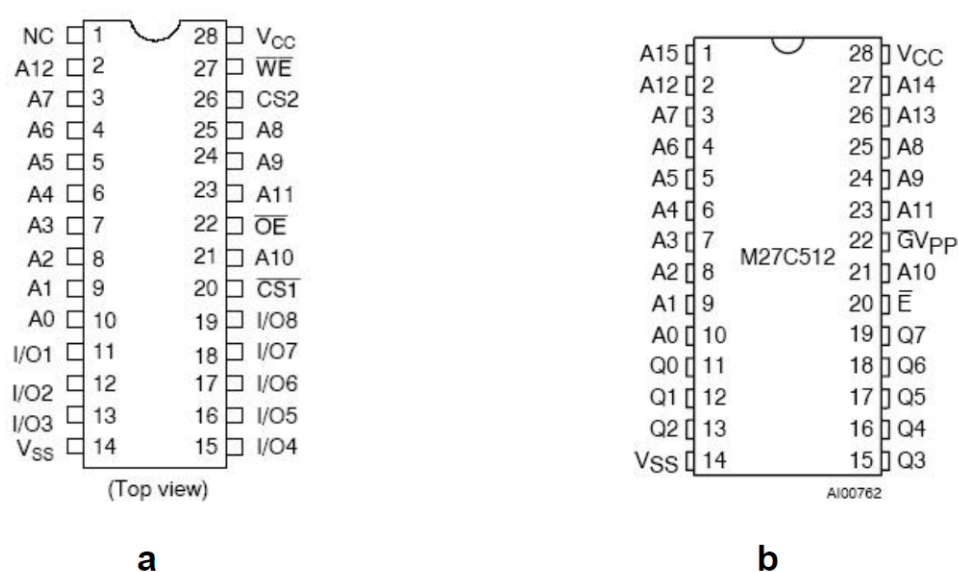 NC 1 28 VCC
A12 2 27 WE
A7 3 26 CS2
A6 4 25 A8
A5 5 24 A9
A4 6 23 A11
A3 7 22 OE
A2 8 21 A10
A1 9 20 CS1
A0 10 19 I/O8
I/O1 11 18 I/O7
I/O2 12 17 I/O6
I/O3 13 16 I/O5
VSS 14 15 I/O4
(Top view)
a
A15 1 28 VCC
A12 2 27 A14
A7 3 26 A13
A6 4 25 A8
A5 5 24 A9
A4 6 23 A11
A3 7 22 GVPP
M27C512
A2 8 21 A10
A1 9 20 E
A0 10 19 Q7
Q0 11 18 Q6
Q1 12 17 Q5
Q2 13 16 Q4
VSS 14 15 Q3
AI00762
b